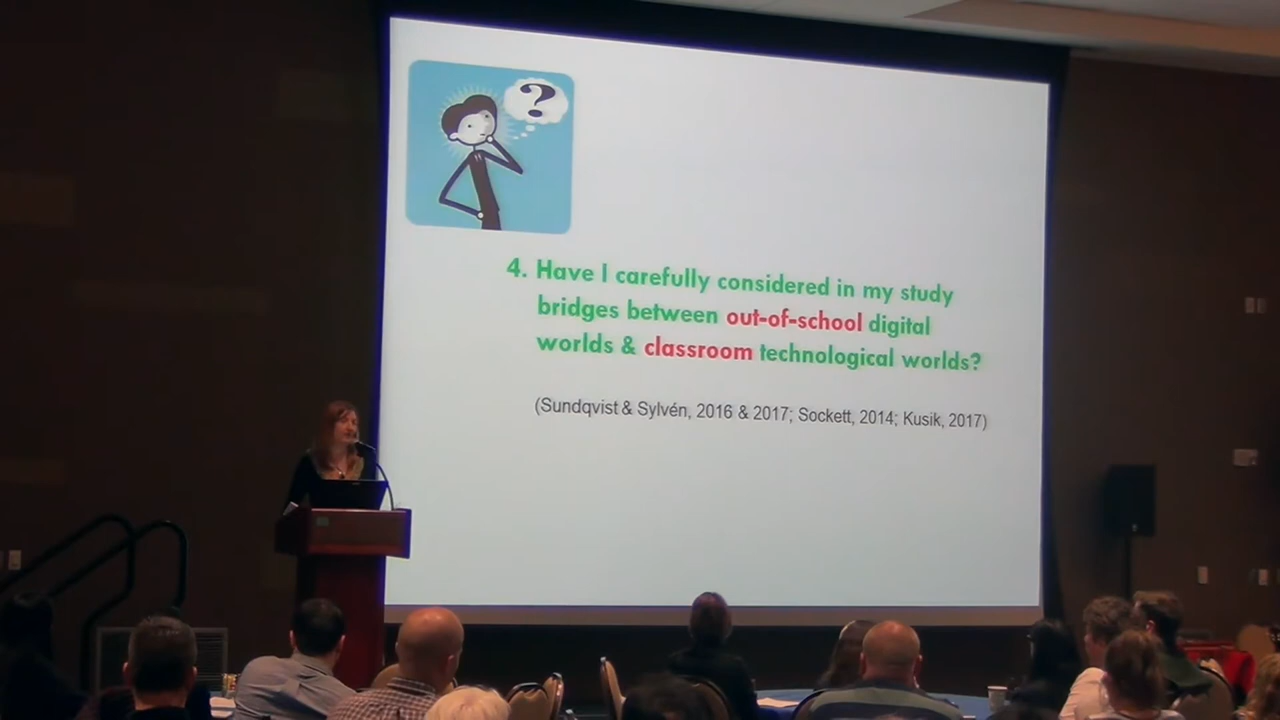 ?
4. Have I carefully considered in my study
bridges between out-of-school digital
worlds & classroom technological worlds?
(Sundqvist & Sylvén, 2016 & 2017; Sockett, 2014; Kusik, 2017)